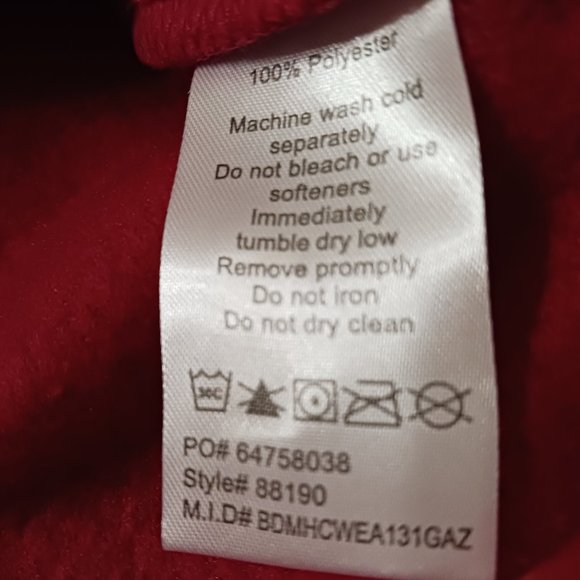 100% Polyester
Machine wash cold
separately
Do not bleach or use
softeners
Immediately
tumble dry low
Remove promptly
Do not iron
Do not dry clean
30C
PO# 64758038
Style# 88190
M.I.D# BDMHCWEA131GAZ